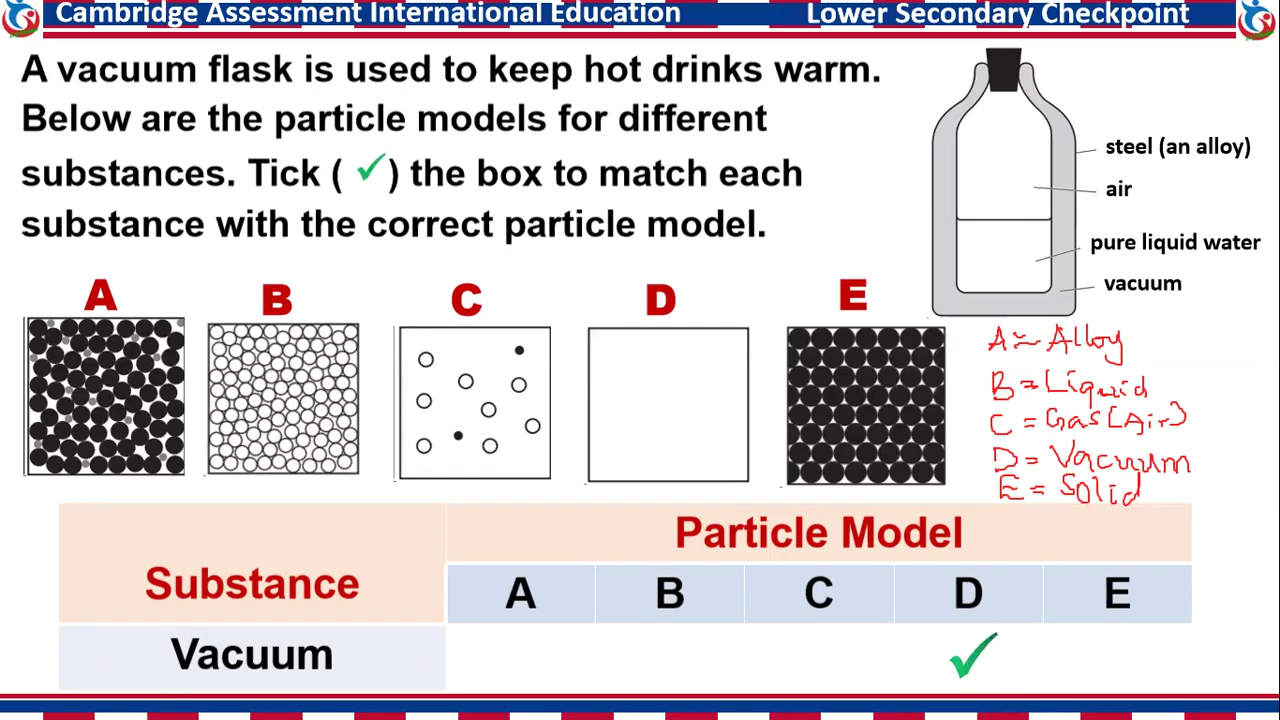 Cambridge Assessment International Education
Lower Secondary Checkpoint
A vacuum flask is used to keep hot drinks warm.
Below are the particle models for different
substances. Tick ( ✓ ) the box to match each
substance with the correct particle model.
steel (an alloy)
air
pure liquid water
vacuum
A B C D E
A = Alloy
B = Liquid
C = Gas (Air)
D = Vacuum
E = Solid
Particle Model
Substance
A B C D E
Vacuum ✓